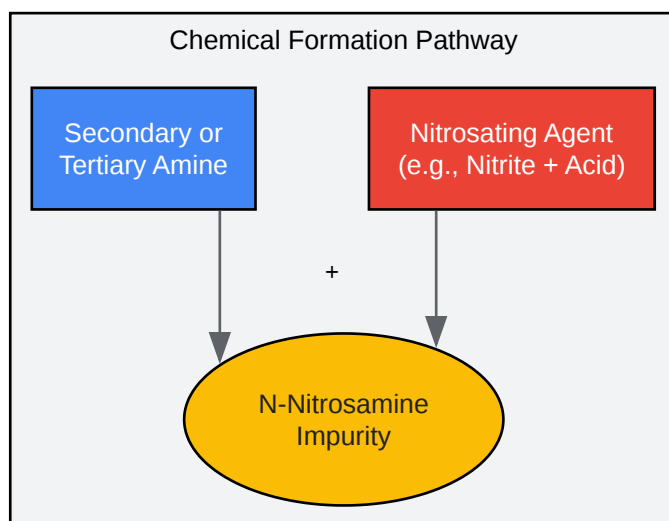 Chemical Formation Pathway
Secondary or
Tertiary Amine
Nitrosating Agent
(e.g., Nitrite + Acid)
+
N-Nitrosamine
Impurity